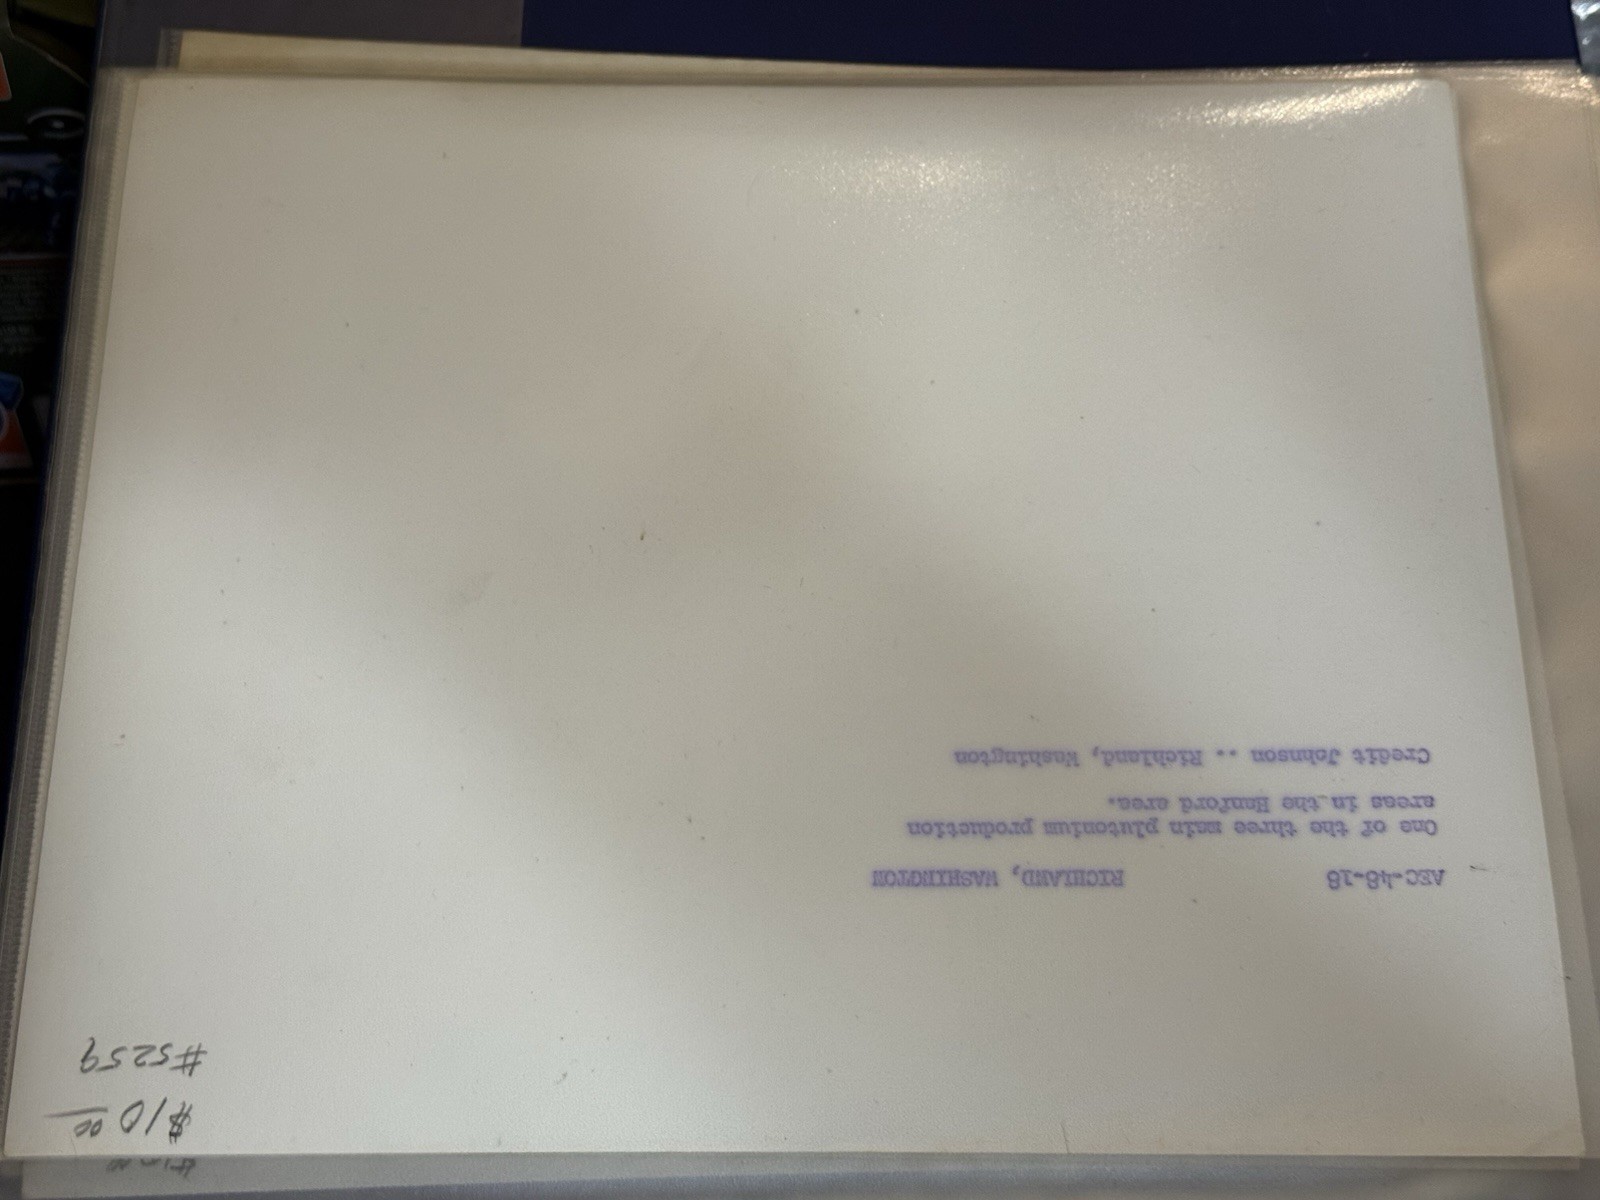 $10 00
#5259
AEC-48-18 RICHLAND, WASHINGTON
One of the three main plutonium production
areas in the Hanford area.
Credit Johnson .. Richland, Washington